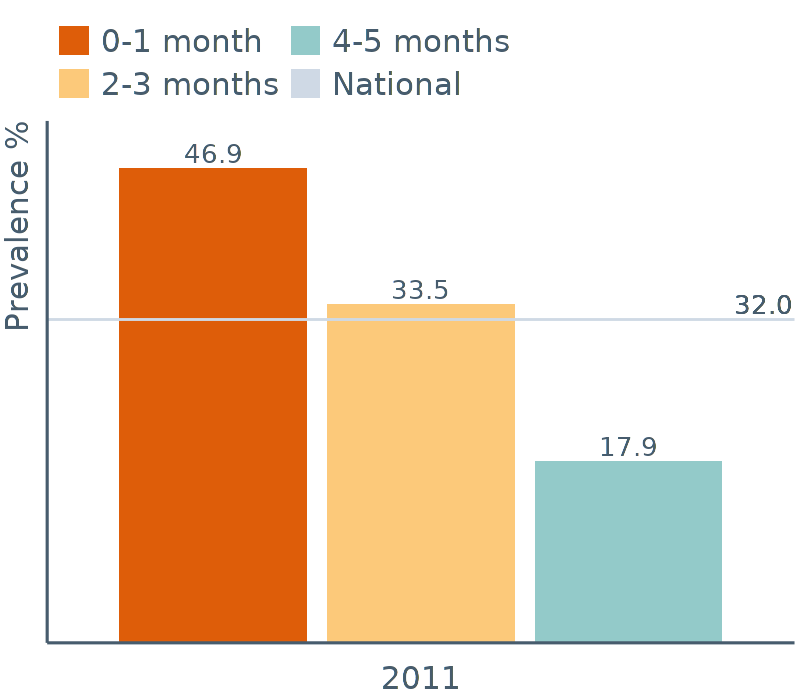 0-1 month
4-5 months
2-3 months
National
Prevalence %
46.9
33.5
32.0
17.9
2011